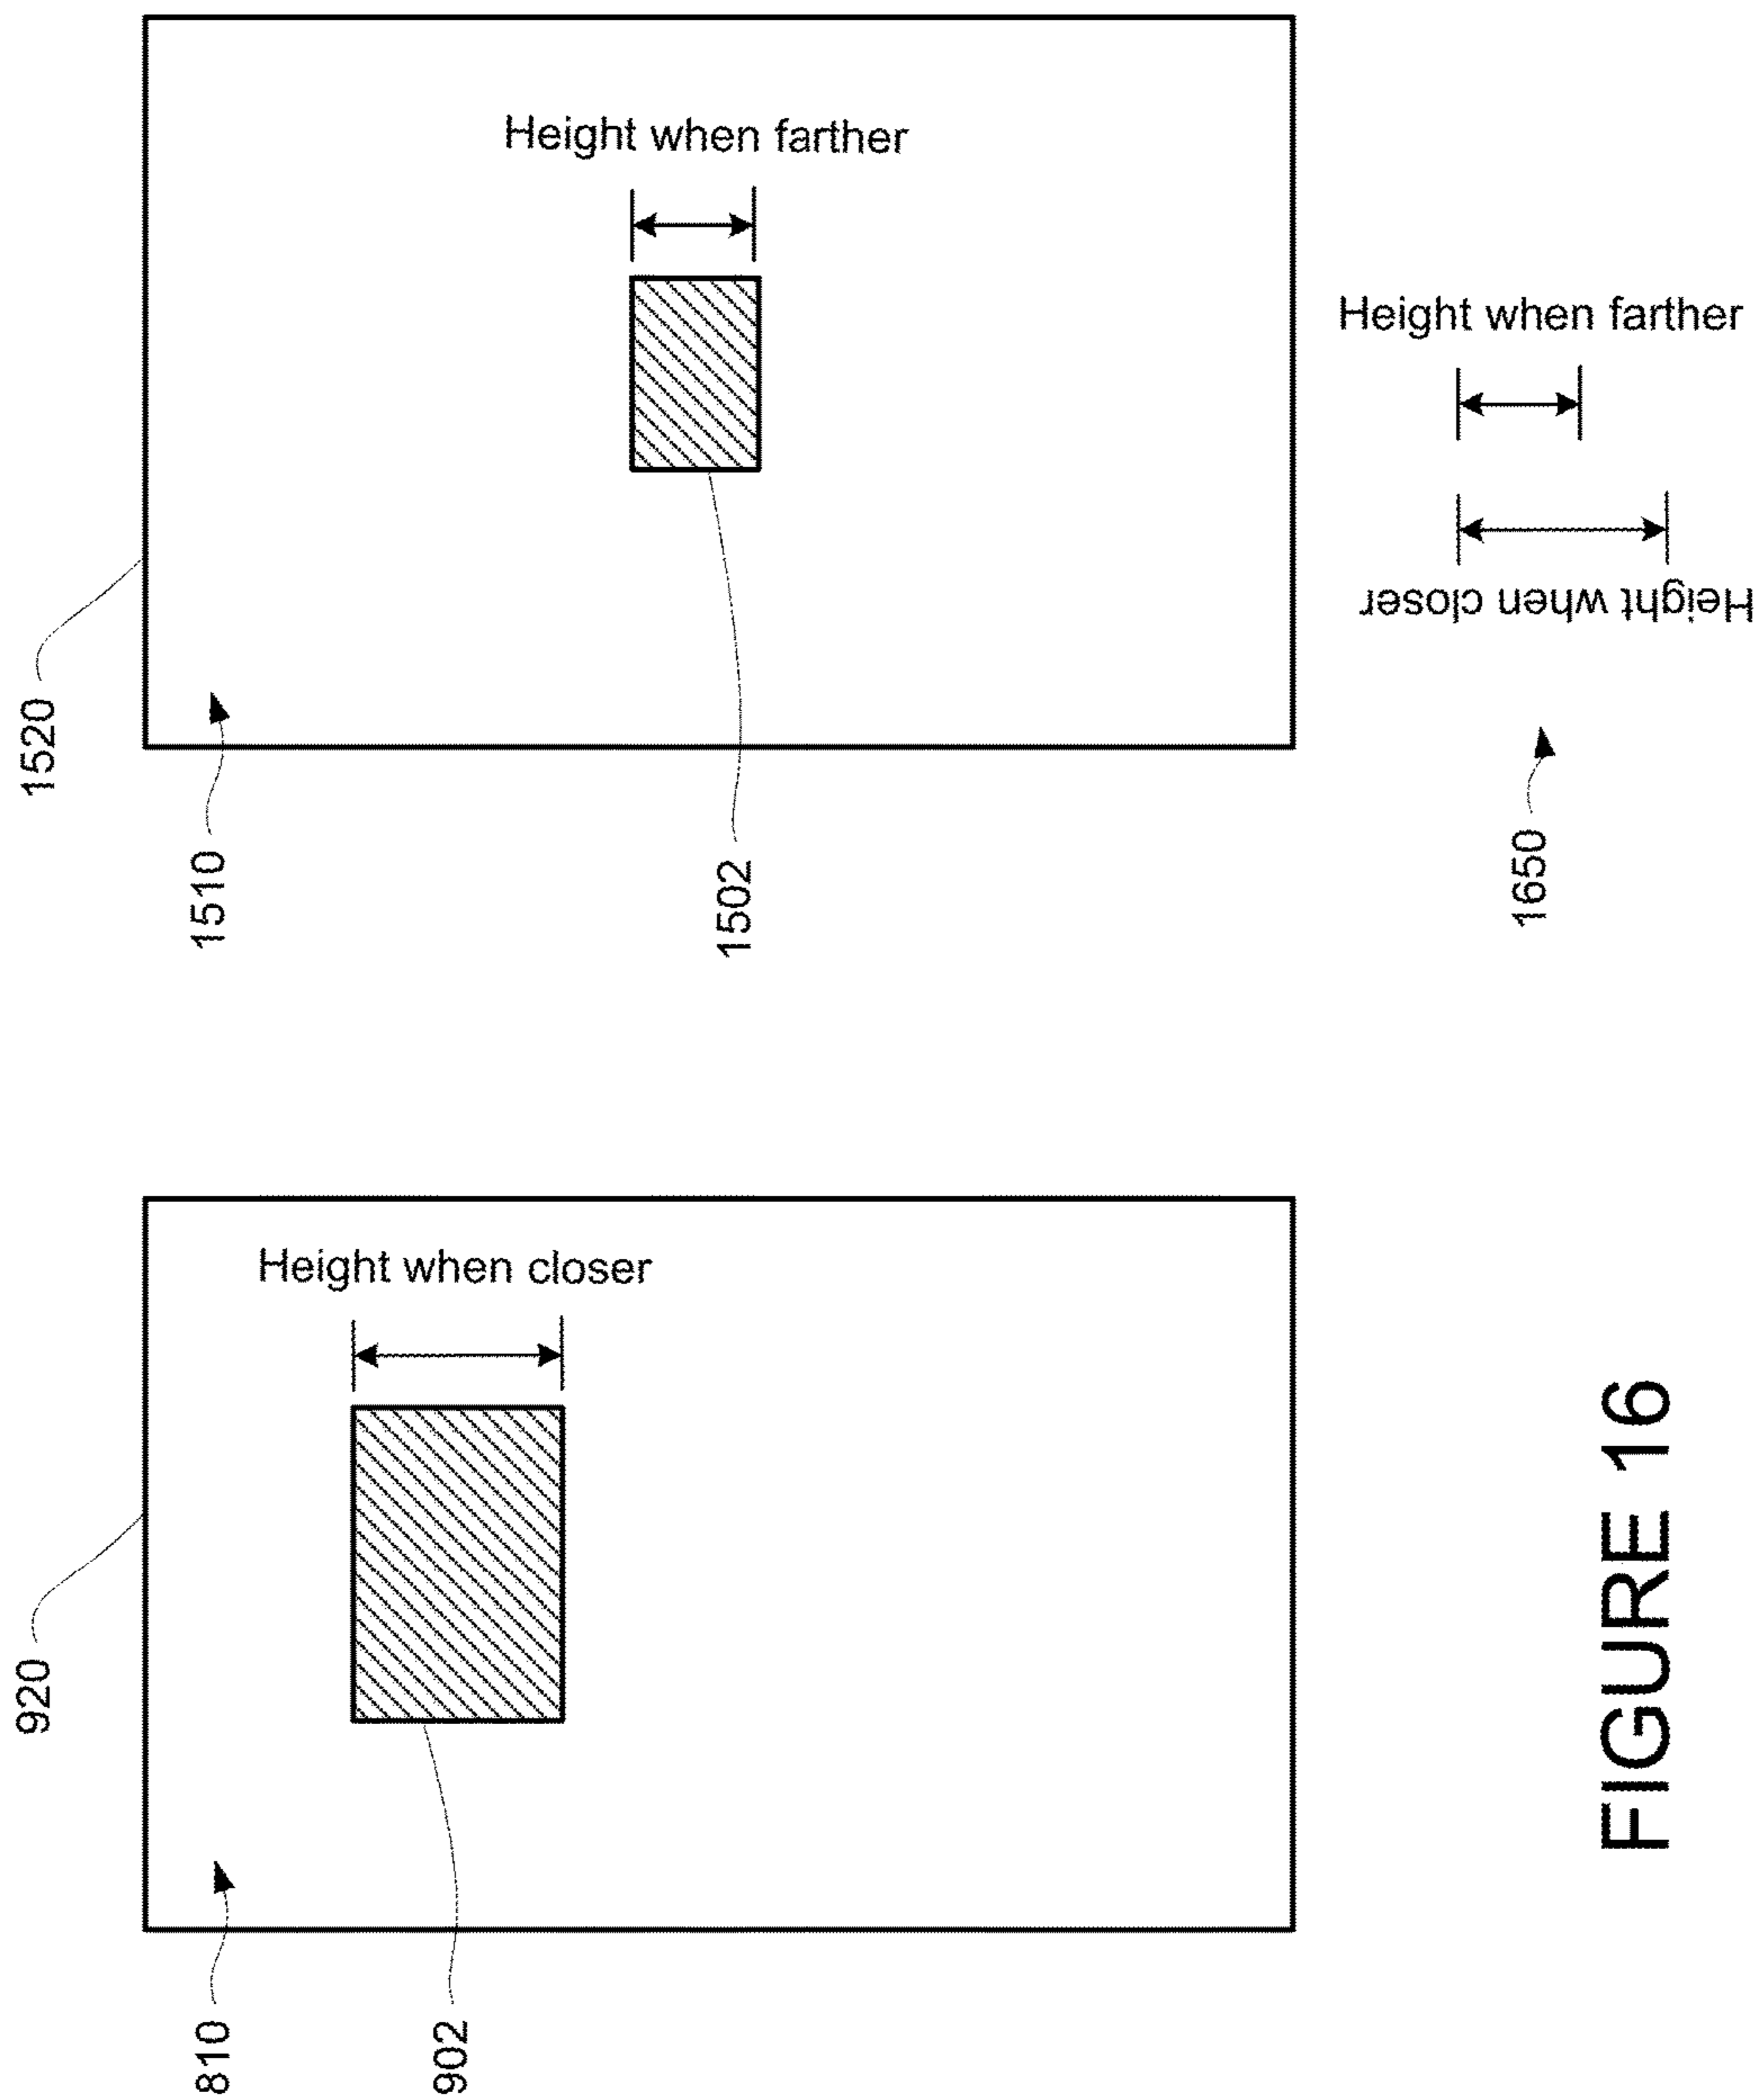 1520
Height when farther
1510
1502
Height when farther
Height when closer
1650
920
Height when closer
810
902
FIGURE 16